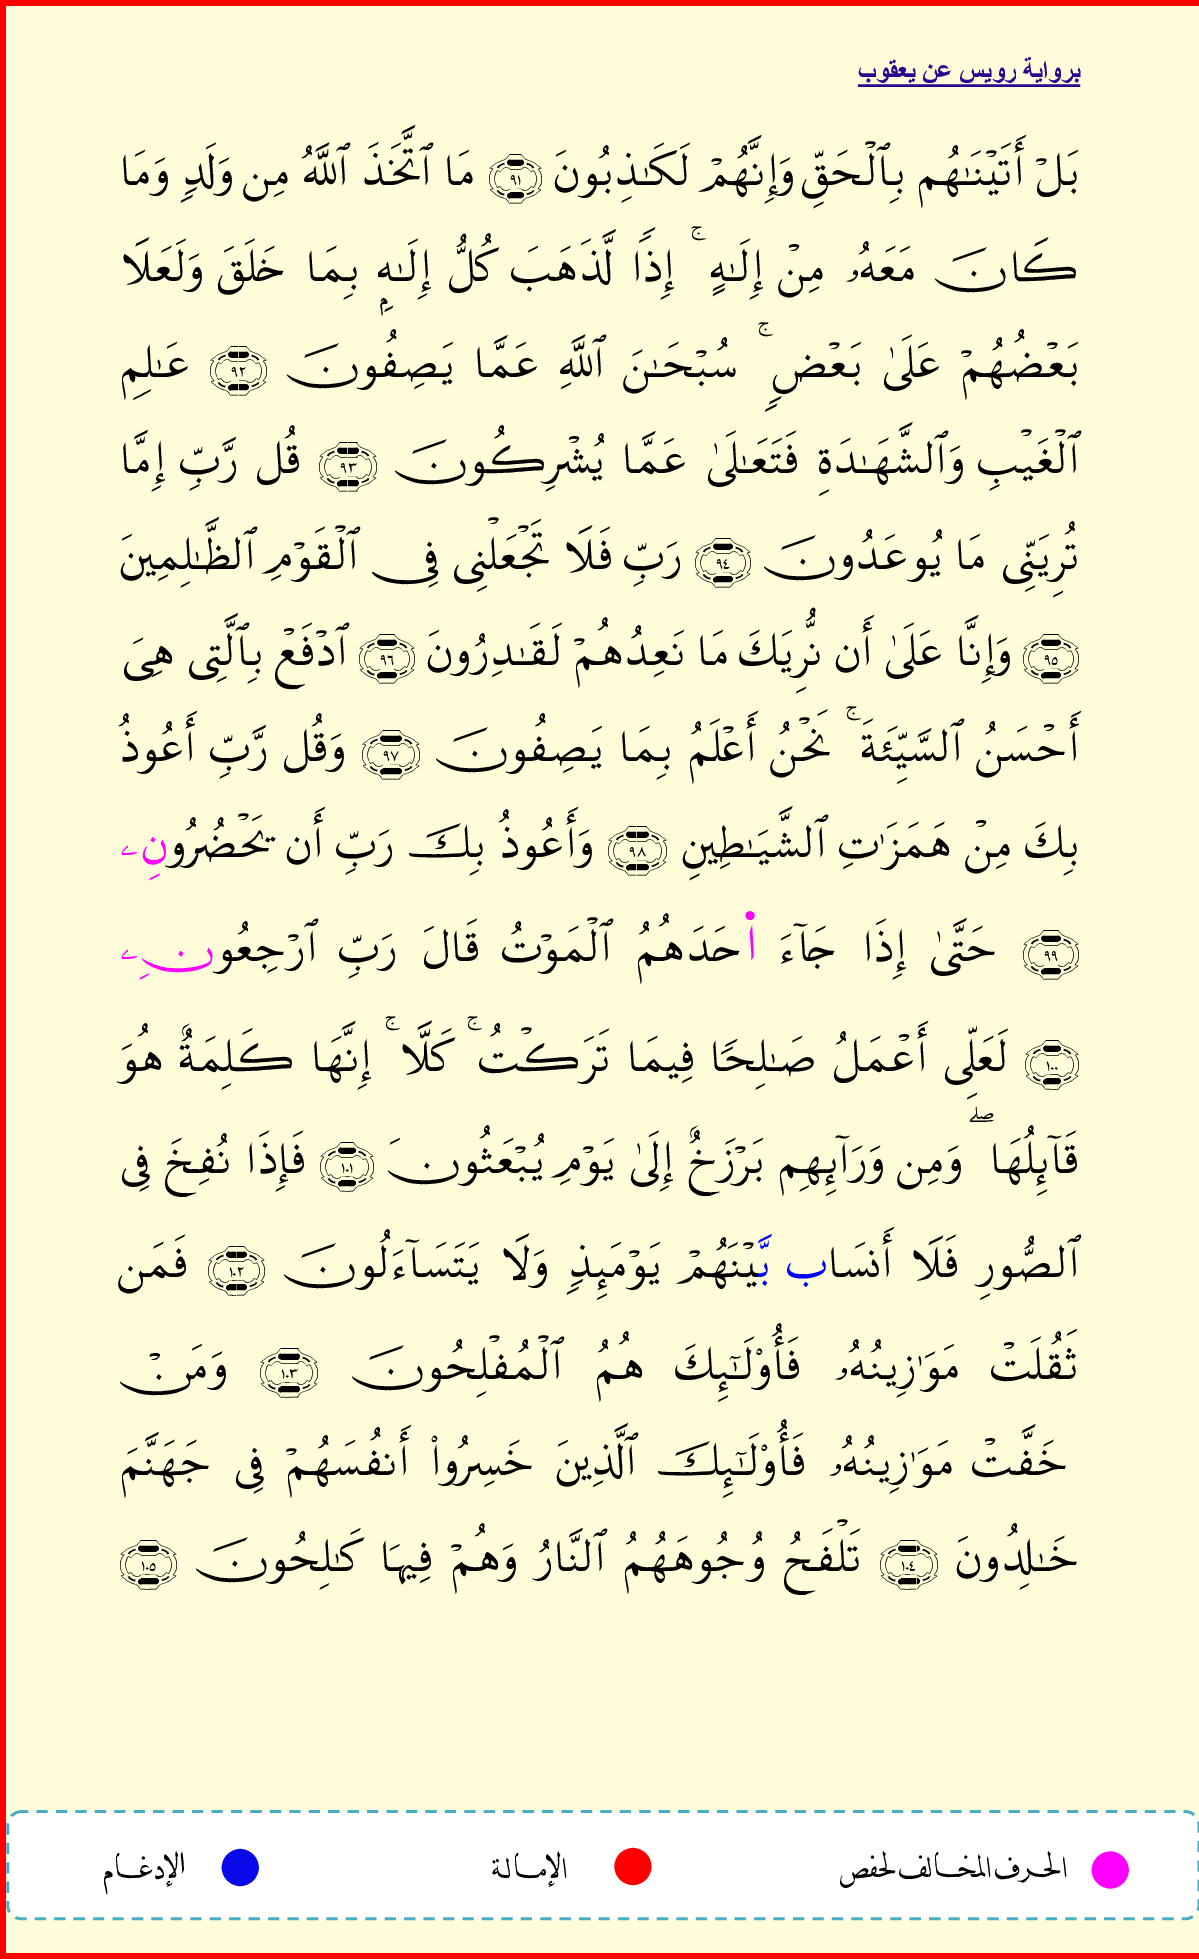 برواية رويس عن يعقوب
بَلۡ أَتَيۡنَٰهُم بِٱلۡحَقِّ وَإِنَّهُمۡ لَكَٰذِبُونَ ٩١ مَا ٱتَّخَذَ ٱللَّهُ مِن وَلَدٖ وَمَا
كَانَ مَعَهُۥ مِنۡ إِلَٰهٍۚ إِذٗا لَّذَهَبَ كُلُّ إِلَٰهِۭ بِمَا خَلَقَ وَلَعَلَا
بَعۡضُهُمۡ عَلَىٰ بَعۡضٖۚ سُبۡحَٰنَ ٱللَّهِ عَمَّا يَصِفُونَ ٩٢ عَٰلِمِ
ٱلۡغَيۡبِ وَٱلشَّهَٰدَةِ فَتَعَٰلَىٰ عَمَّا يُشۡرِكُونَ ٩٣ قُل رَّبِّ إِمَّا
تُرِيَنِّي مَا يُوعَدُونَ ٩٤ رَبِّ فَلَا تَجۡعَلۡنِي فِي ٱلۡقَوۡمِ ٱلظَّٰلِمِينَ
٩٥ وَإِنَّا عَلَىٰ أَن نُّرِيَكَ مَا نَعِدُهُمۡ لَقَٰدِرُونَ ٩٦ ٱدۡفَعۡ بِٱلَّتِي هِيَ
أَحۡسَنُ ٱلسَّيِّئَةَۚ نَحۡنُ أَعۡلَمُ بِمَا يَصِفُونَ ٩٧ وَقُل رَّبِّ أَعُوذُ
بِكَ مِنۡ هَمَزَٰتِ ٱلشَّيَٰطِينِ ٩٨ وَأَعُوذُ بِكَ رَبِّ أَن يَحۡضُرُونِۦ
٩٩ حَتَّىٰ إِذَا جَآءَ ا۬حَدَهُمُ ٱلۡمَوۡتُ قَالَ رَبِّ ٱرۡجِعُونِۦ
١٠٠ لَعَلِّي أَعۡمَلُ صَٰلِحٗا فِيمَا تَرَكۡتُۚ كَلَّاۚ إِنَّهَا كَلِمَةٌ هُوَ
قَآئِلُهَاۖ وَمِن وَرَآئِهِم بَرۡزَخٌ إِلَىٰ يَوۡمِ يُبۡعَثُونَ ١٠١ فَإِذَا نُفِخَ فِي
ٱلصُّورِ فَلَا أَنسَاب بَّيۡنَهُمۡ يَوۡمَئِذٖ وَلَا يَتَسَآءَلُونَ ١٠٢ فَمَن
ثَقُلَتۡ مَوَٰزِينُهُۥ فَأُوْلَٰٓئِكَ هُمُ ٱلۡمُفۡلِحُونَ ١٠٣ وَمَنۡ
خَفَّتۡ مَوَٰزِينُهُۥ فَأُوْلَٰٓئِكَ ٱلَّذِينَ خَسِرُواْ أَنفُسَهُمۡ فِي جَهَنَّمَ
خَٰلِدُونَ ١٠٤ تَلۡفَحُ وُجُوهَهُمُ ٱلنَّارُ وَهُمۡ فِيهَا كَٰلِحُونَ ١٠٥
الحرف المخالف لحفص الإمالة الإدغام